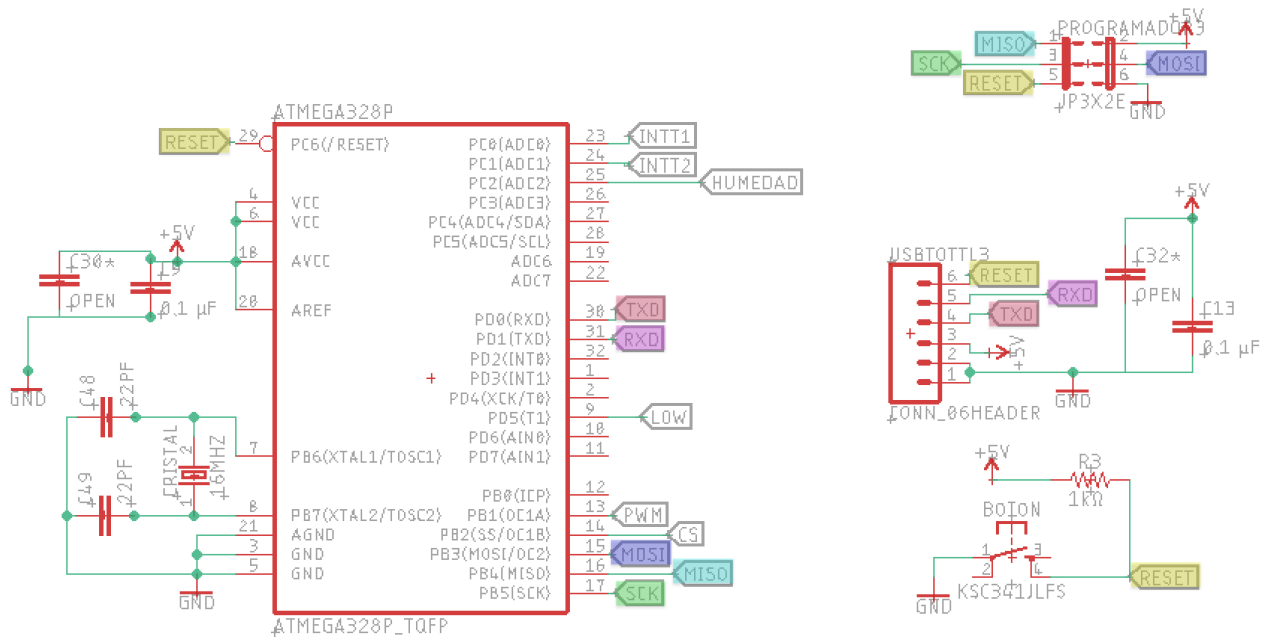 ATMEGA328P
RESET
29
PC6(/RESET)
4
VCC
6
VCC
18
AVCC
20
AREF
+5V
C30*
OPEN
C9
0.1 µF
GND
C48
22PF
C49
22PF
CRISTAL
2
1
16MHZ
7
PB6(XTAL1/TOSC1)
8
PB7(XTAL2/TOSC2)
21
AGND
3
GND
5
GND
GND
PC0(ADC0) 23 INTT1
PC1(ADC1) 24 INTT2
PC2(ADC2) 25 HUMEDAD
PC3(ADC3) 26
PC4(ADC4/SDA) 27
PC5(ADC5/SCL) 28
ADC6 19
ADC7 22
PD0(RXD) 30 TXD
PD1(TXD) 31 RXD
PD2(INT0) 32
PD3(INT1) 1
PD4(XCK/T0) 2
PD5(T1) 9 LOW
PD6(AIN0) 10
PD7(AIN1) 11
PB0(ICP) 12
PB1(OC1A) 13 PWM
PB2(SS/OC1B) 14 CS
PB3(MOSI/OC2) 15 MOSI
PB4(MISO) 16 MISO
PB5(SCK) 17 SCK
ATMEGA328P_TQFP
PROGRAMADOR3
+5V
MISO 1 2
SCK 3 4 MOSI
RESET 5 6
JP3X2E
GND
USBTOTTL3
6 RESET
5 RXD
4 TXD
3 +5V
2
1
CONN_06HEADER
GND
+5V
C32*
OPEN
C13
0.1 µF
+5V
R3
1kΩ
BOTON
1 3
2 4
KSC341JLFS
GND
RESET